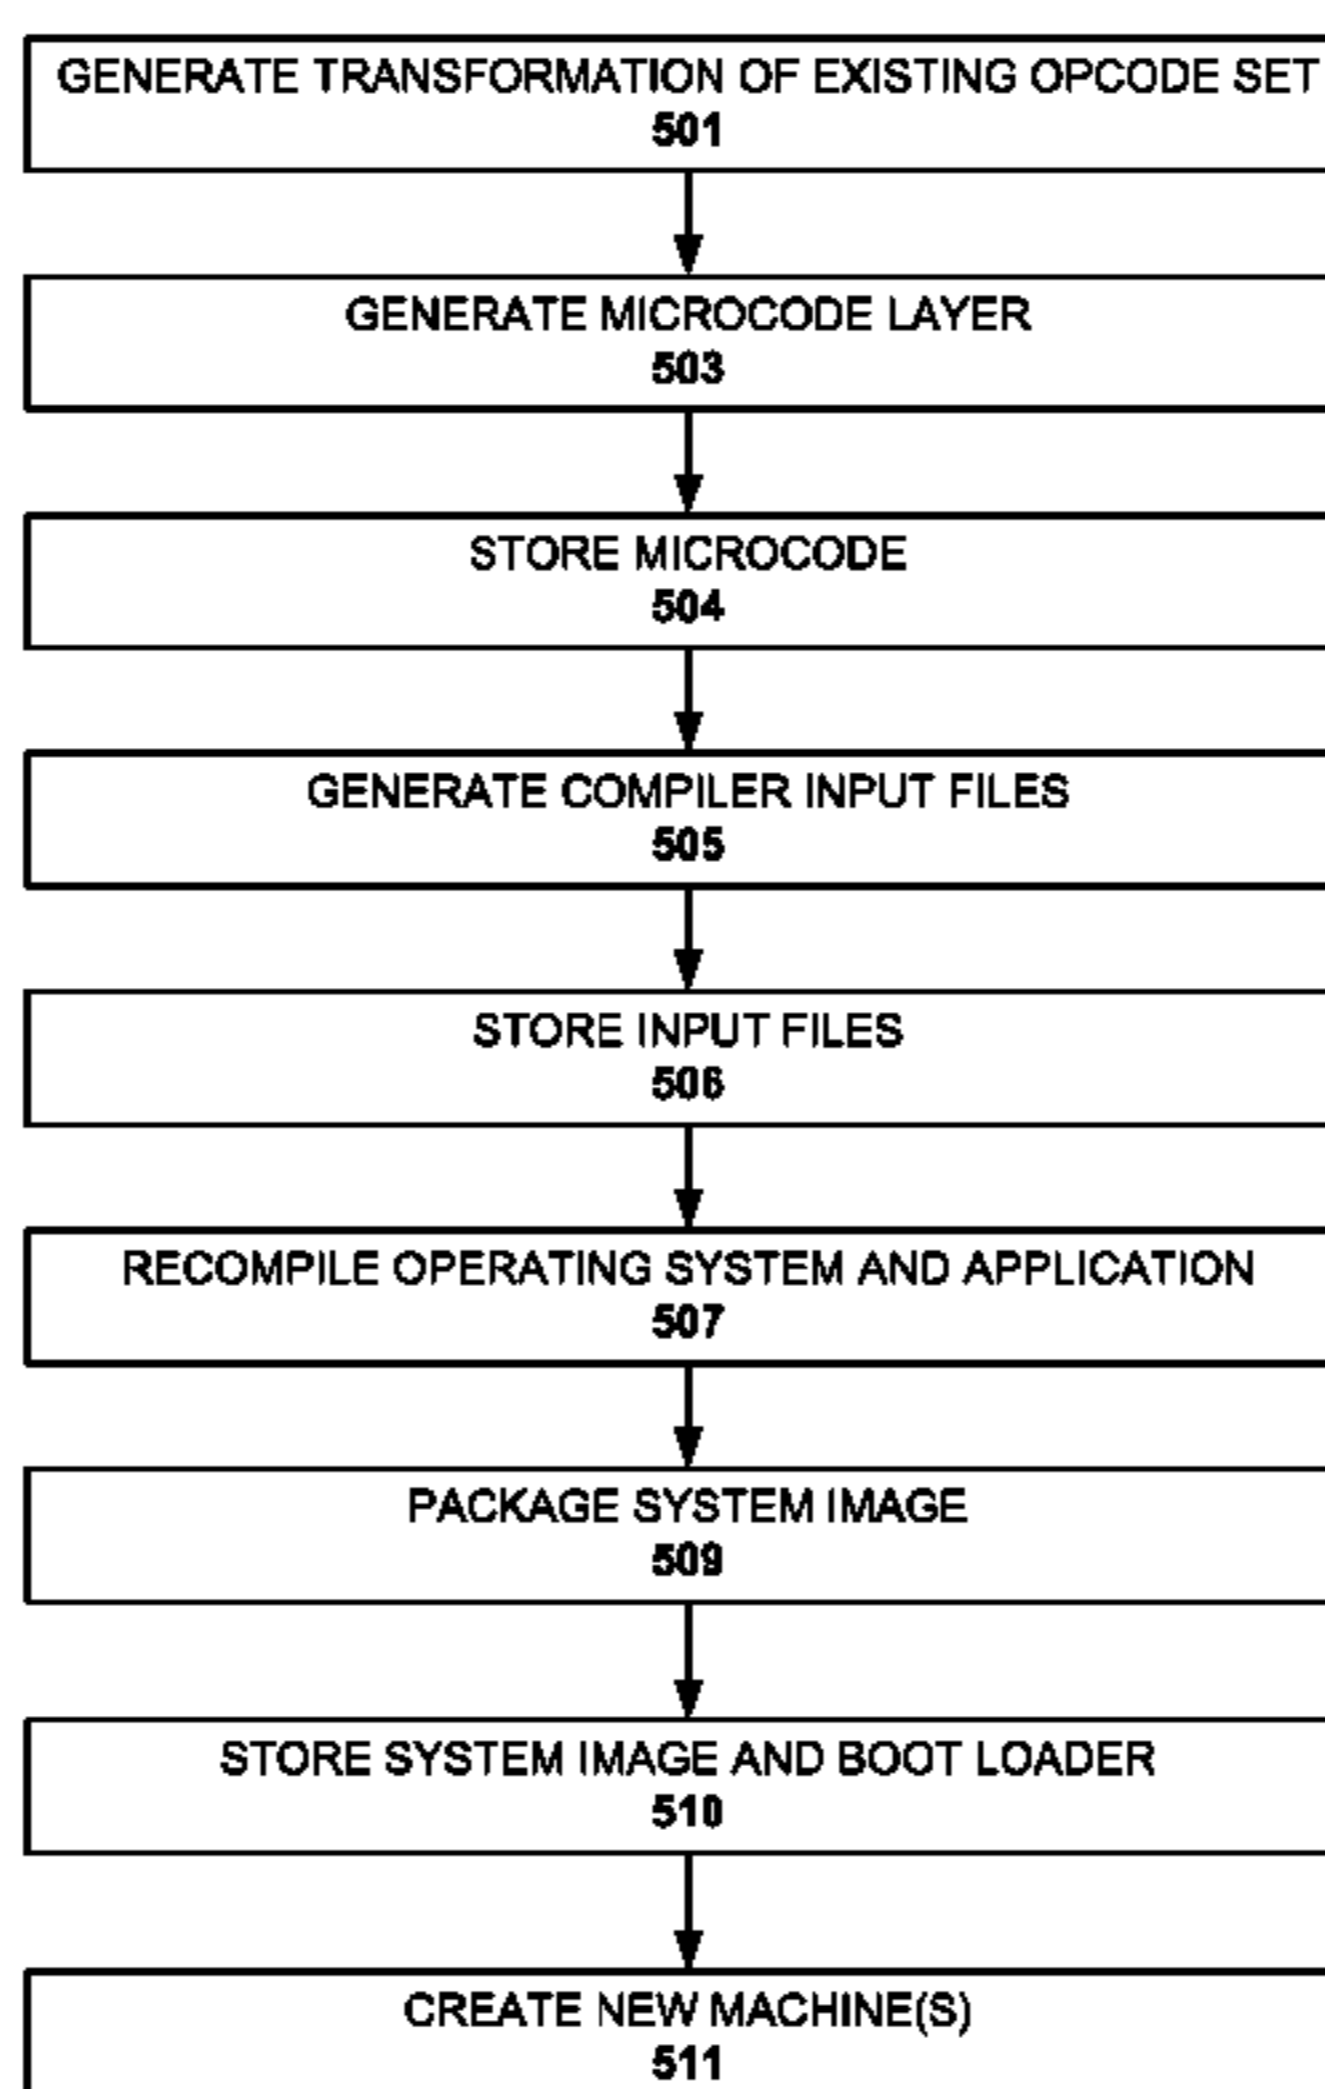 GENERATE TRANSFORMATION OF EXISTING OPCODE SET
501
GENERATE MICROCODE LAYER
503
STORE MICROCODE
504
GENERATE COMPILER INPUT FILES
505
STORE INPUT FILES
506
RECOMPILE OPERATING SYSTEM AND APPLICATION
507
PACKAGE SYSTEM IMAGE
509
STORE SYSTEM IMAGE AND BOOT LOADER
510
CREATE NEW MACHINE(S)
511